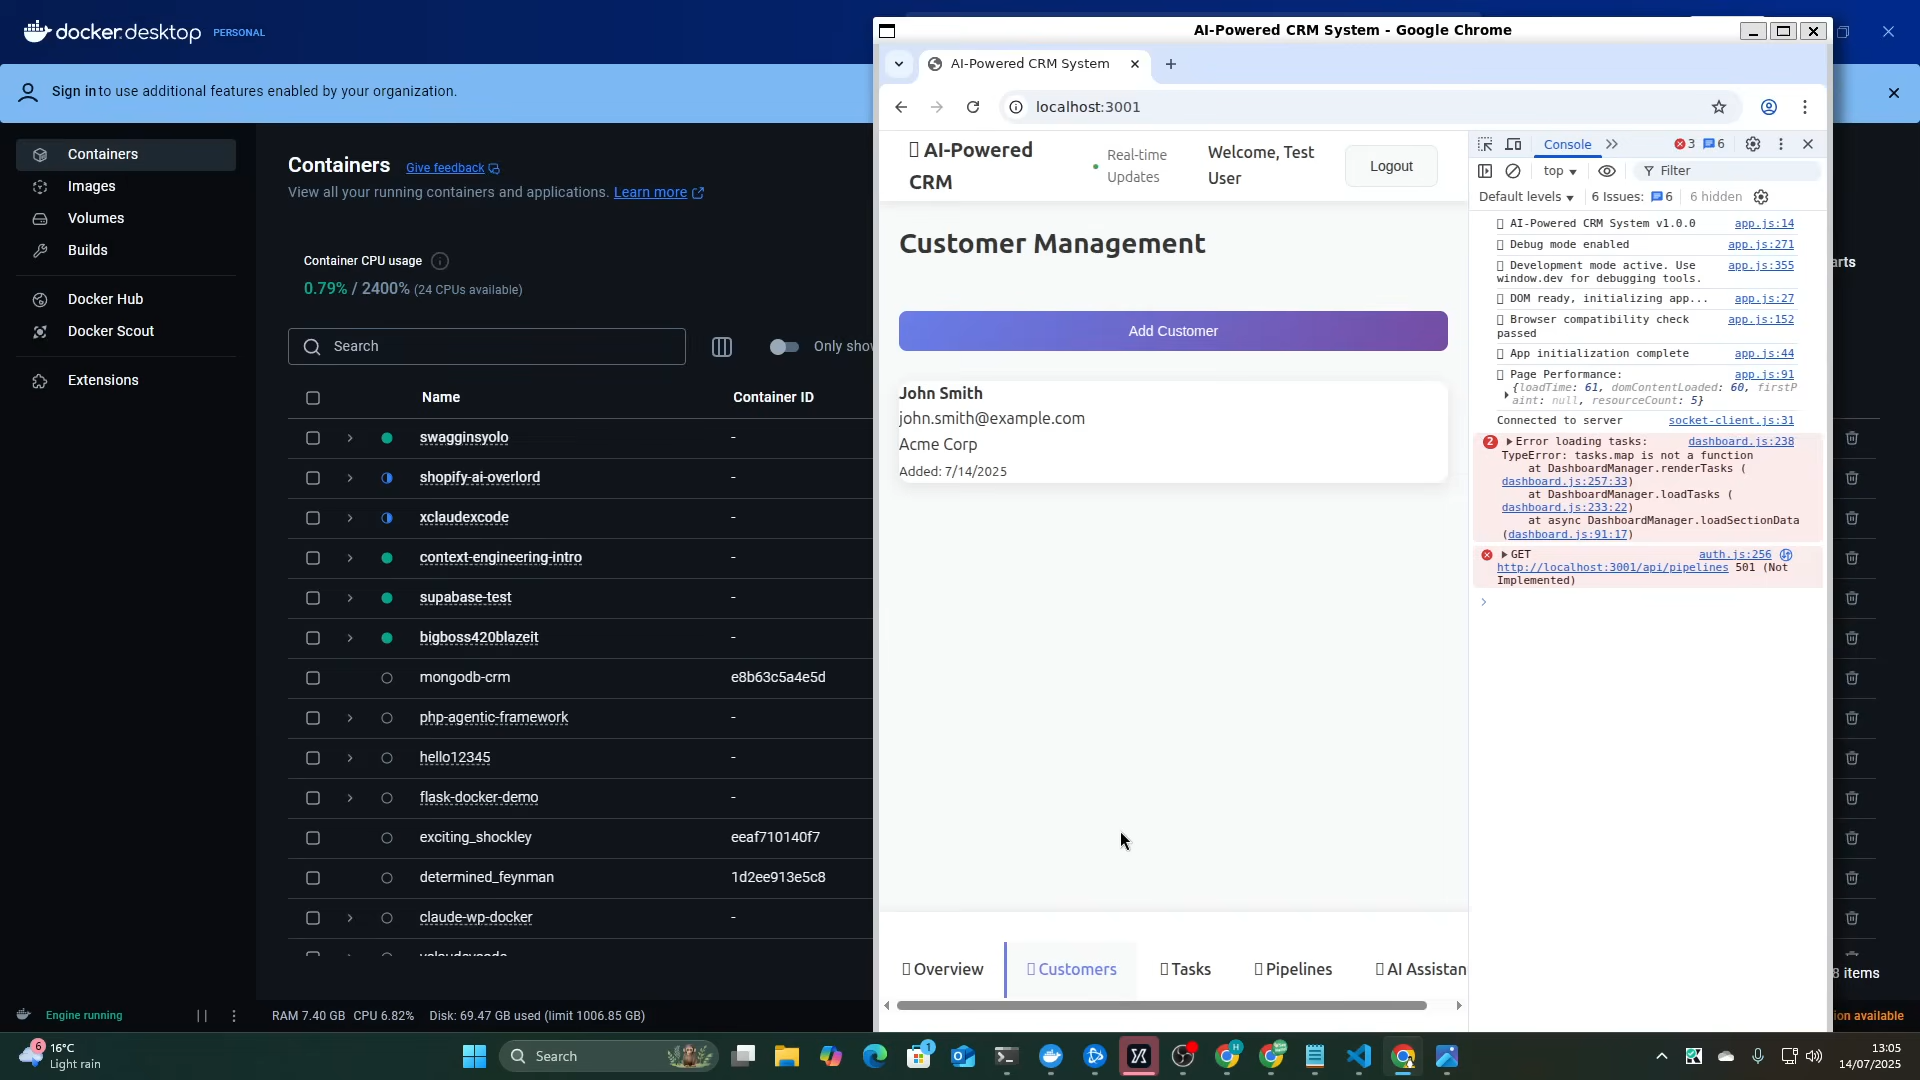 docker.desktop PERSONAL
Sign in to use additional features enabled by your organization.
Containers
Images
Volumes
Builds
Docker Hub
Docker Scout
Extensions
Containers
Give feedback
View all your running containers and applications. Learn more
Container CPU usage
0.79% / 2400% (24 CPUs available)
Search
Only show
Name
Container ID
swagginsyolo
-
shopify-ai-overlord
-
xclaudexcode
-
context-engineering-intro
-
supabase-test
-
bigboss420blazeit
-
mongodb-crm
e8b63c5a4e5d
php-agentic-framework
-
hello12345
-
flask-docker-demo
-
exciting_shockley
eeaf710140f7
determined_feynman
1d2ee913e5c8
claude-wp-docker
-
Engine running
RAM 7.40 GB CPU 6.82% Disk: 69.47 GB used (limit 1006.85 GB)
AI-Powered CRM System - Google Chrome
AI-Powered CRM System
localhost:3001
AI-Powered
CRM
Real-time
Updates
Welcome, Test
User
Logout
Customer Management
Add Customer
John Smith
john.smith@example.com
Acme Corp
Added: 7/14/2025
Overview
Customers
Tasks
Pipelines
AI Assistan
Console
3
6
top
Filter
Default levels
6 Issues: 6
6 hidden
AI-Powered CRM System v1.0.0 app.js:14
Debug mode enabled app.js:271
Development mode active. Use app.js:355
window.dev for debugging tools.
DOM ready, initializing app... app.js:27
Browser compatibility check app.js:152
passed
App initialization complete app.js:44
Page Performance: app.js:91
{loadTime: 61, domContentLoaded: 60, firstP
aint: null, resourceCount: 5}
Connected to server socket-client.js:31
2 Error loading tasks: dashboard.js:238
TypeError: tasks.map is not a function
at DashboardManager.renderTasks (
dashboard.js:257:33)
at DashboardManager.loadTasks (
dashboard.js:233:22)
at async DashboardManager.loadSectionData
(dashboard.js:91:17)
GET auth.js:256
http://localhost:3001/api/pipelines 501 (Not
Implemented)
arts
8 items
ion available
6
16°C
Light rain
Search
1
H
13:05
14/07/2025